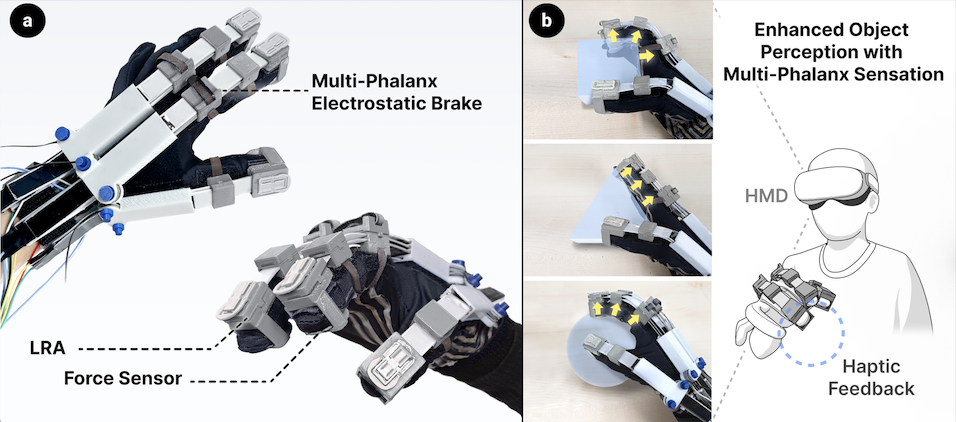 a
Multi-Phalanx
Electrostatic Brake
LRA
Force Sensor
b
Enhanced Object
Perception with
Multi-Phalanx Sensation
HMD
Haptic
Feedback